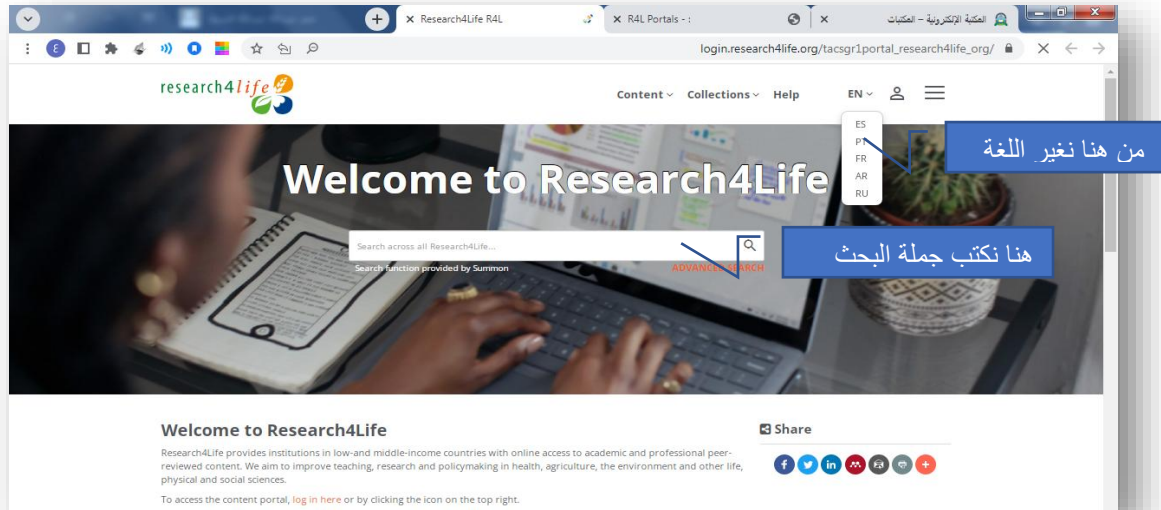 Research4Life R4L
R4L Portals - :
المكتبة الإلكترونية – المكتبات
login.research4life.org/tacsgr1portal_research4life_org/
research4life
Content
Collections
Help
EN
ES
PT
FR
AR
RU
من هنا نغير اللغة
Welcome to Research4Life
Search across all Research4Life...
هنا نكتب جملة البحث
Search function provided by Summon
ADVANCED SEARCH
Welcome to Research4Life
Share
Research4Life provides institutions in low-and middle-income countries with online access to academic and professional peer-
reviewed content. We aim to improve teaching, research and policymaking in health, agriculture, the environment and other life,
physical and social sciences.
To access the content portal, log in here or by clicking the icon on the top right.